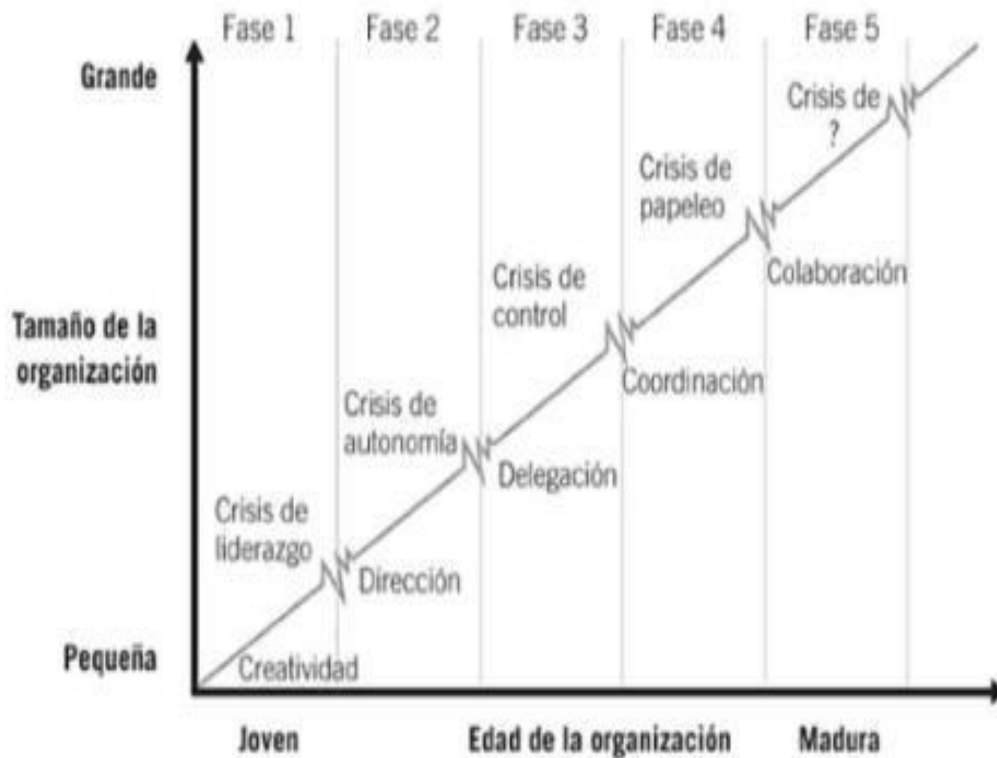 Fase 1
Fase 2
Fase 3
Fase 4
Fase 5
Grande
Crisis de
?
Crisis de
papeleo
Colaboración
Crisis de
control
Tamaño de la
organización
Coordinación
Crisis de
autonomía
Delegación
Crisis de
liderazgo
Dirección
Pequeña
Creatividad
Joven
Edad de la organización
Madura